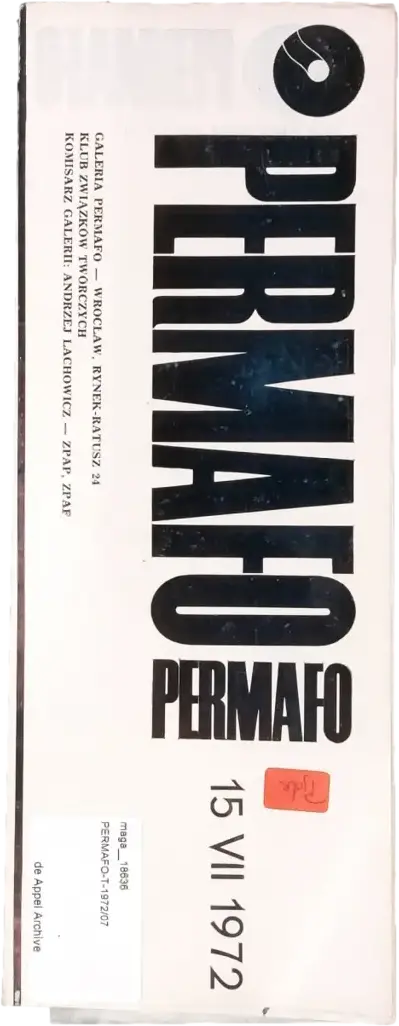 PERMAFO
PERMAFO
15 VII 1972
GALERIA PERMAFO — WROCŁAW, RYNEK-RATUSZ 24
KLUB ZWIĄZKÓW TWÓRCZYCH
KOMISARZ GALERII: ANDRZEJ LACHOWICZ — ZPAP, ZPAF
maga__18636
PERMAFO-T-1972/07
de Appel Archive